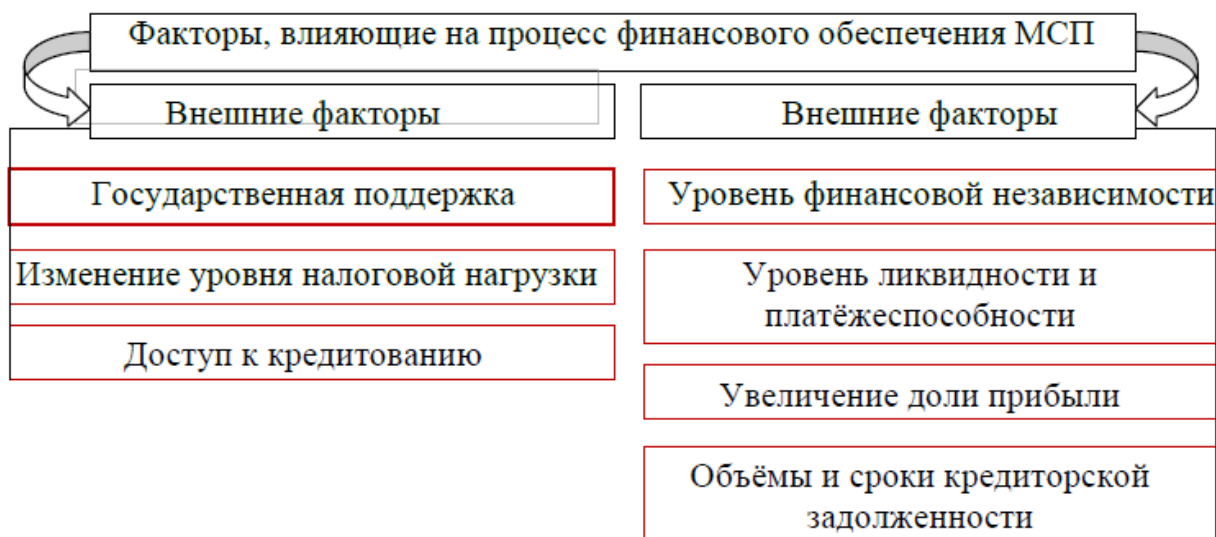 Факторы, влияющие на процесс финансового обеспечения МСП
Внешние факторы
Государственная поддержка
Изменение уровня налоговой нагрузки
Доступ к кредитованию
Внешние факторы
Уровень финансовой независимости
Уровень ликвидности и
платёжеспособности
Увеличение доли прибыли
Объёмы и сроки кредиторской
задолженности